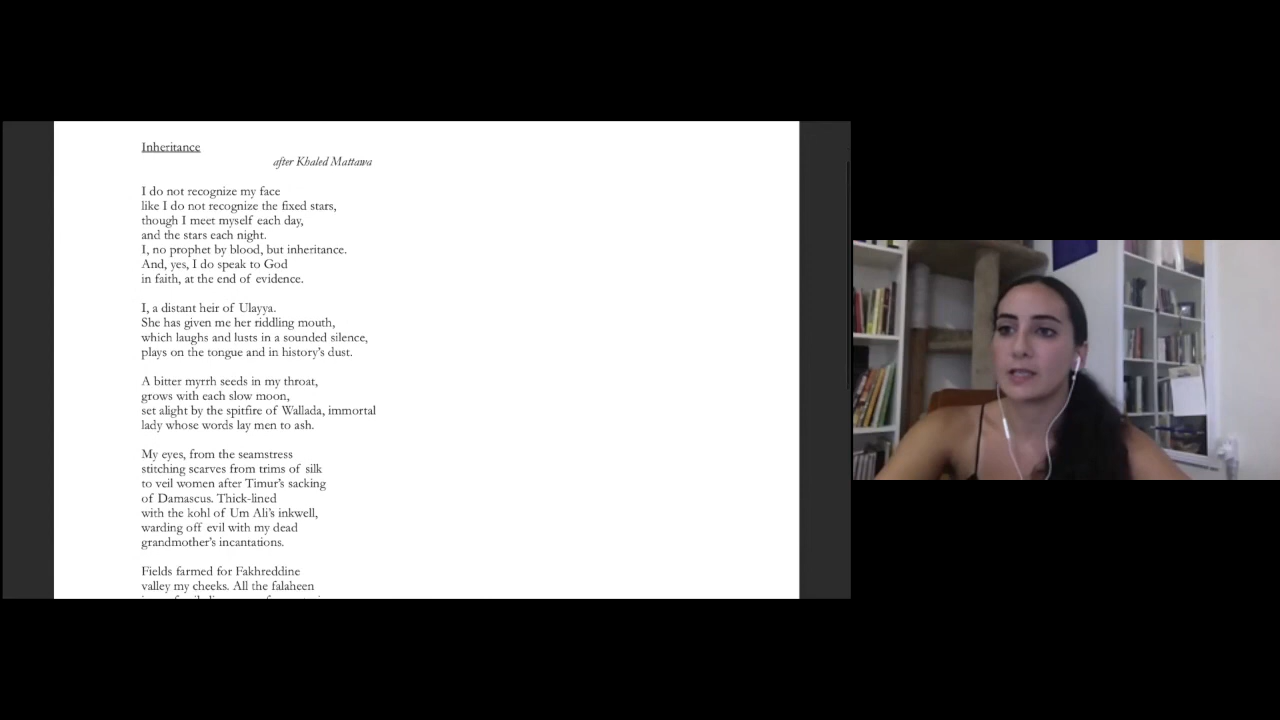 Inheritance
after Khaled Mattawa
I do not recognize my face
like I do not recognize the fixed stars,
though I meet myself each day,
and the stars each night.
I, no prophet by blood, but inheritance.
And, yes, I do speak to God
in faith, at the end of evidence.
I, a distant heir of Ulayya.
She has given me her riddling mouth,
which laughs and lusts in a sounded silence,
plays on the tongue and in history's dust.
A bitter myrrh seeds in my throat,
grows with each slow moon,
set alight by the spitfire of Wallada, immortal
lady whose words lay men to ash.
My eyes, from the seamstress
stitching scarves from trims of silk
to veil women after Timur's sacking
of Damascus. Thick-lined
with the kohl of Um Ali's inkwell,
warding off evil with my dead
grandmother's incantations.
Fields farmed for Fakhreddine
valley my cheeks. All the falaheen